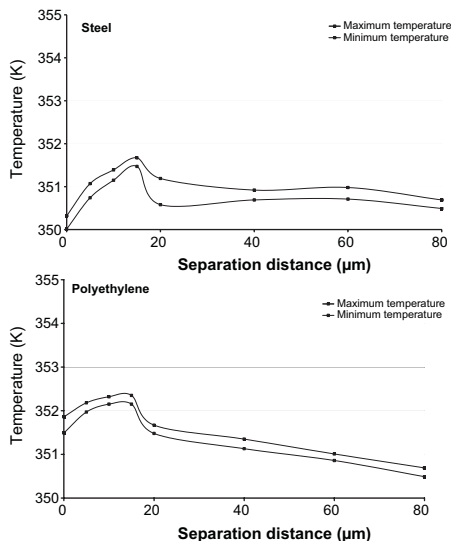 Steel
Maximum temperature
Minimum temperature
Temperature (K)
355
354
353
352
351
350
0
20
40
60
80
Separation distance (µm)
Polyethylene
Maximum temperature
Minimum temperature
Temperature (K)
355
354
353
352
351
350
0
20
40
60
80
Separation distance (µm)